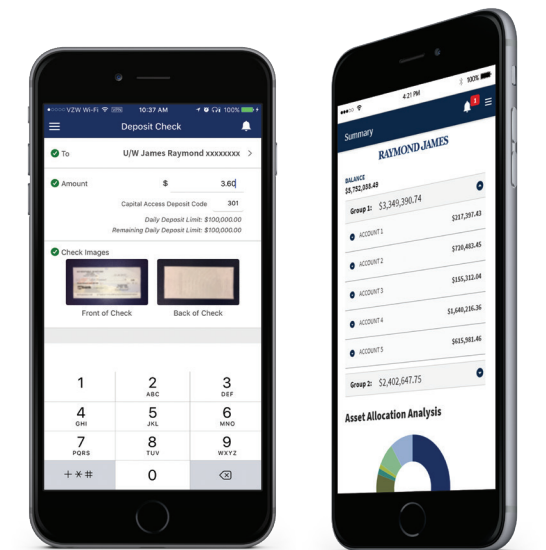 VZW Wi-Fi VPN 10:37 AM 100%
Deposit Check
To U/W James Raymond xxxxxxxx >
Amount $ 3.60
Capital Access Deposit Code 301
Daily Deposit Limit: $100,000.00
Remaining Daily Deposit Limit: $100,000.00
Check Images
Front of Check Back of Check
1 2 3
ABC DEF
4 5 6
GHI JKL MNO
7 8 9
PQRS TUV WXYZ
+*# 0
4:21 PM 100%
1
Summary
RAYMOND JAMES
BALANCE
$5,752,038.49
Group 1: $3,349,390.74
ACCOUNT 1 $217,397.43
ACCOUNT 2 $720,483.45
ACCOUNT 3 $155,312.04
ACCOUNT 4 $1,640,216.36
ACCOUNT 5 $615,981.46
Group 2: $2,402,647.75
Asset Allocation Analysis